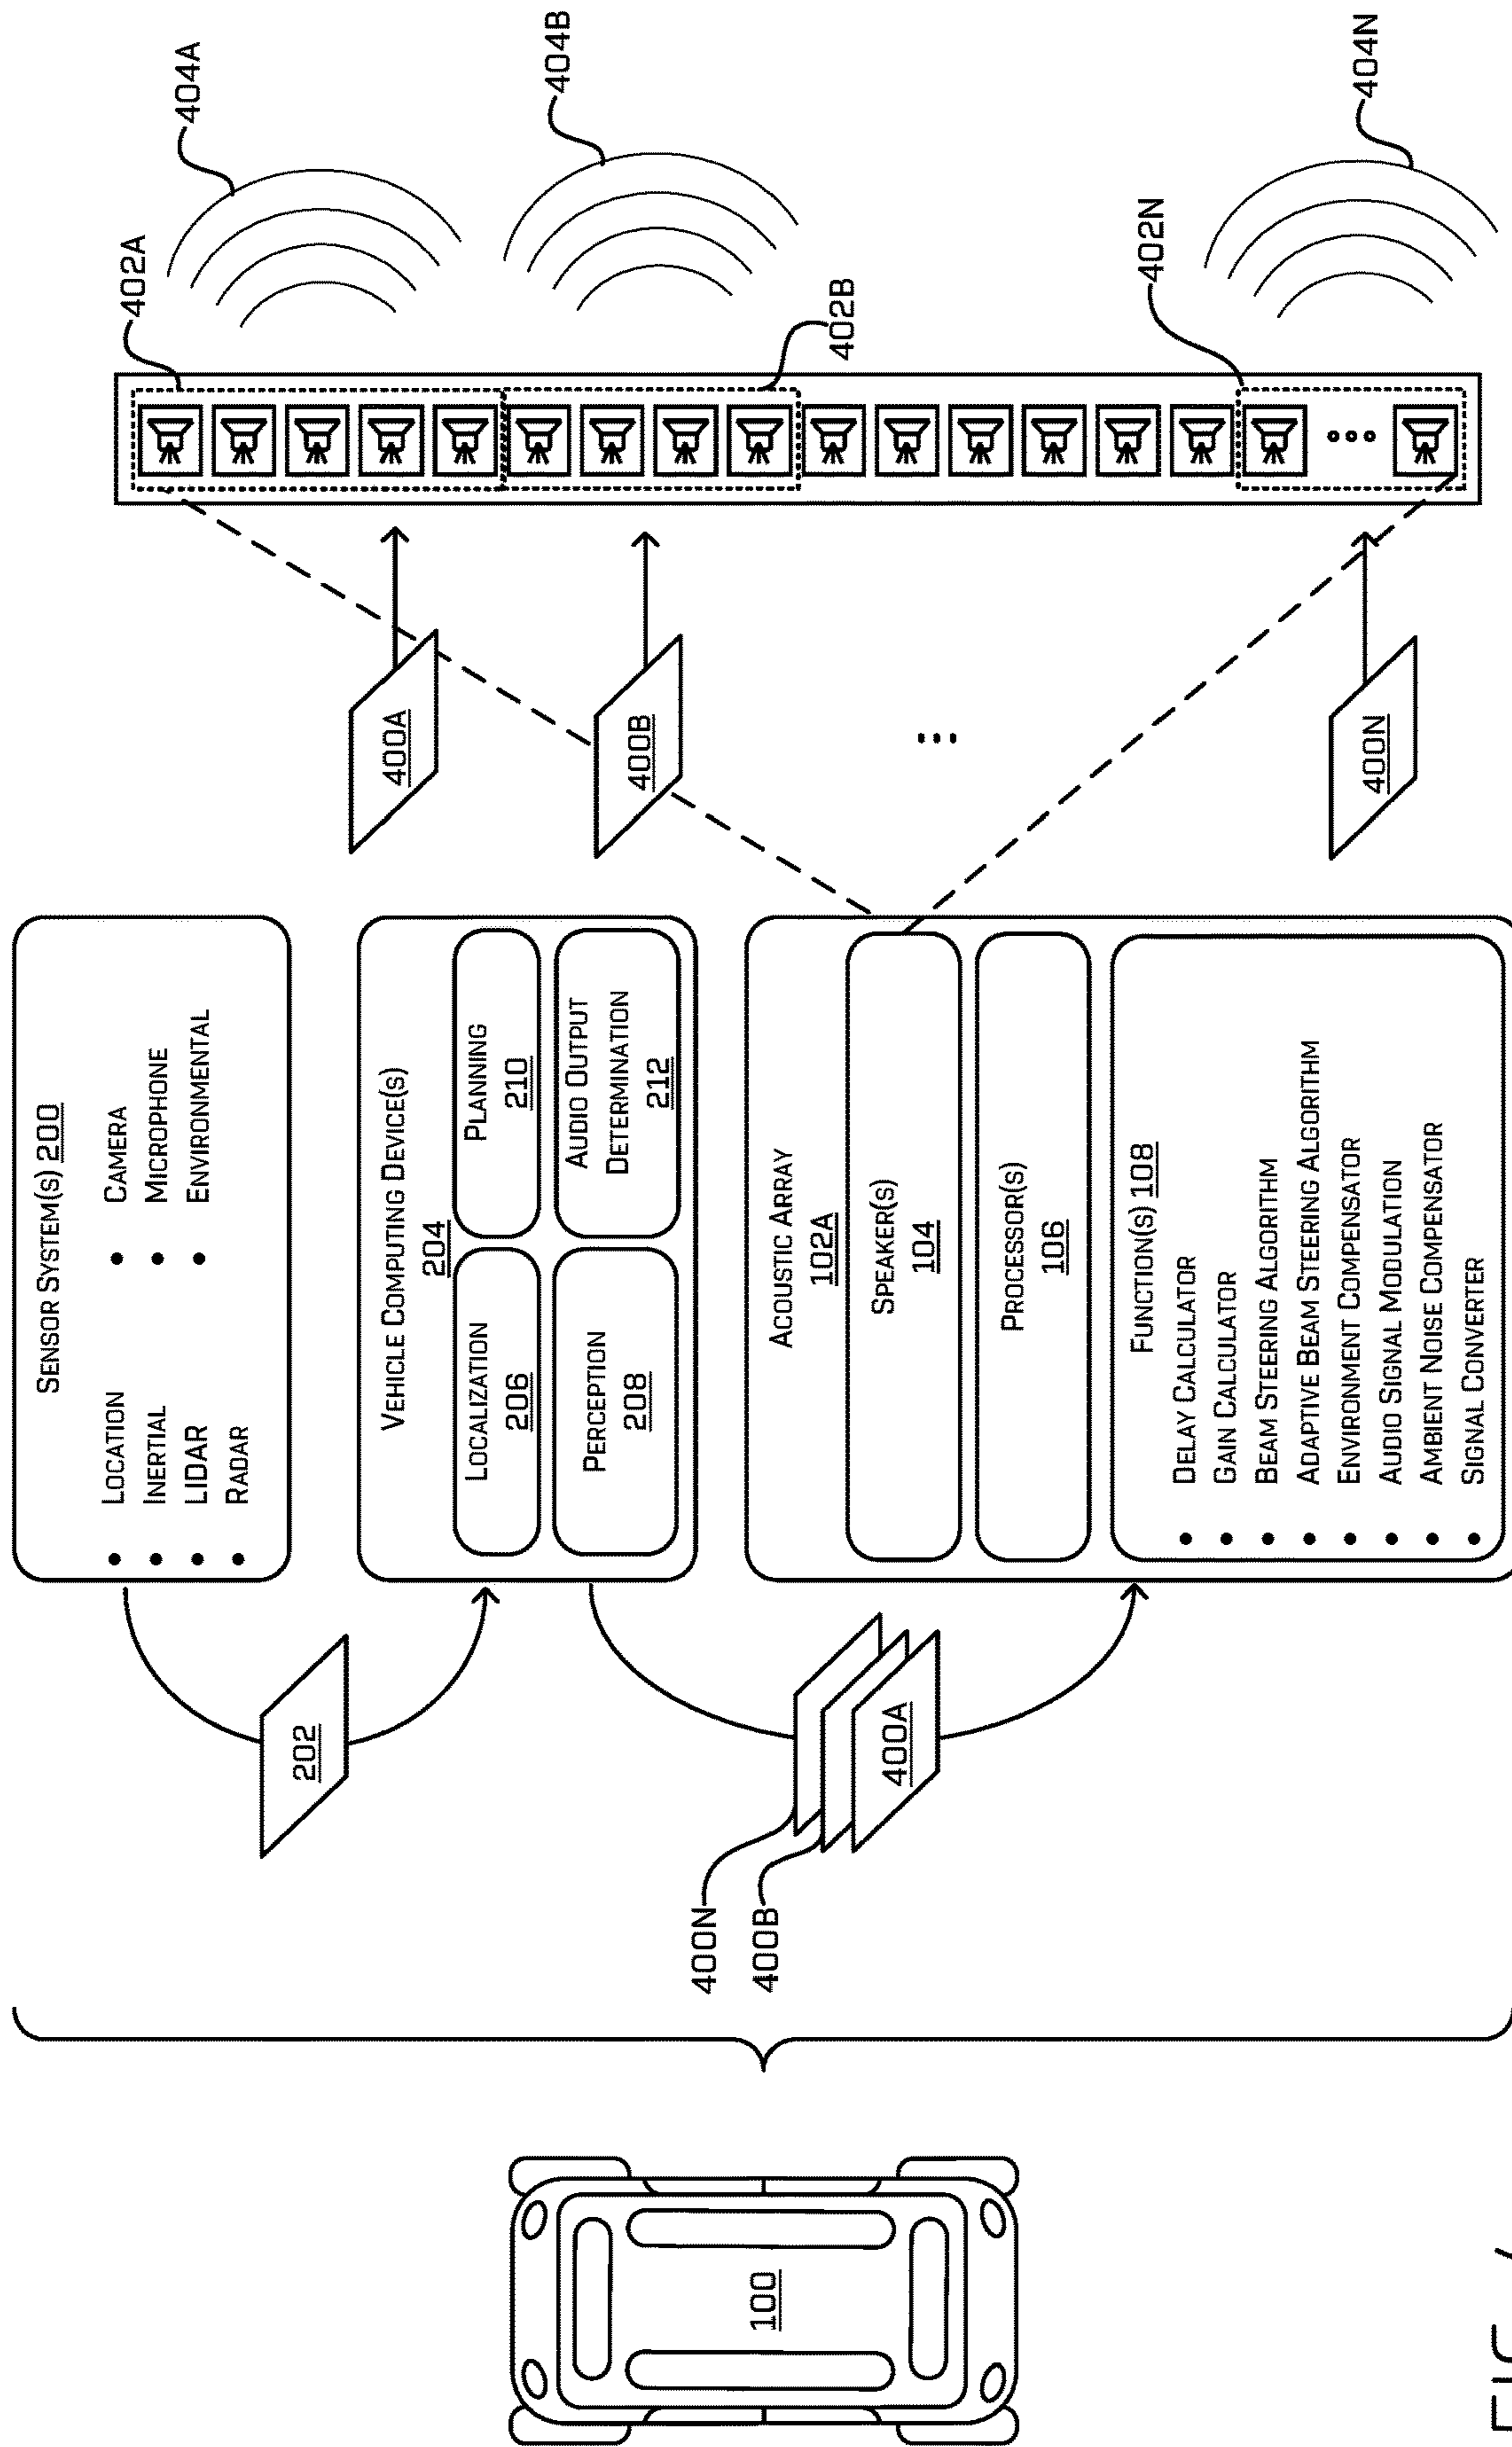 SENSOR SYSTEM(S) 200
• LOCATION
• INERTIAL
• LIDAR
• RADAR
• CAMERA
• MICROPHONE
• ENVIRONMENTAL
202
VEHICLE COMPUTING DEVICE(S)
204
LOCALIZATION
206
PLANNING
210
PERCEPTION
208
AUDIO OUTPUT
DETERMINATION
212
400N
400B
400A
ACOUSTIC ARRAY
102A
SPEAKER(S)
104
PROCESSOR(S)
106
FUNCTION(S) 108
• DELAY CALCULATOR
• GAIN CALCULATOR
• BEAM STEERING ALGORITHM
• ADAPTIVE BEAM STEERING ALGORITHM
• ENVIRONMENT COMPENSATOR
• AUDIO SIGNAL MODULATION
• AMBIENT NOISE COMPENSATOR
• SIGNAL CONVERTER
100
400A
400B
...
400N
402A
402B
402N
404A
404B
404N